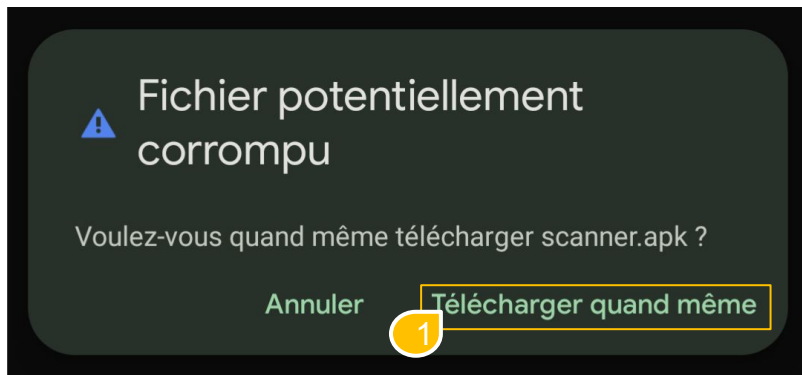 Fichier potentiellement
corrompu
Voulez-vous quand même télécharger scanner.apk ?
Annuler
Télécharger quand même
1